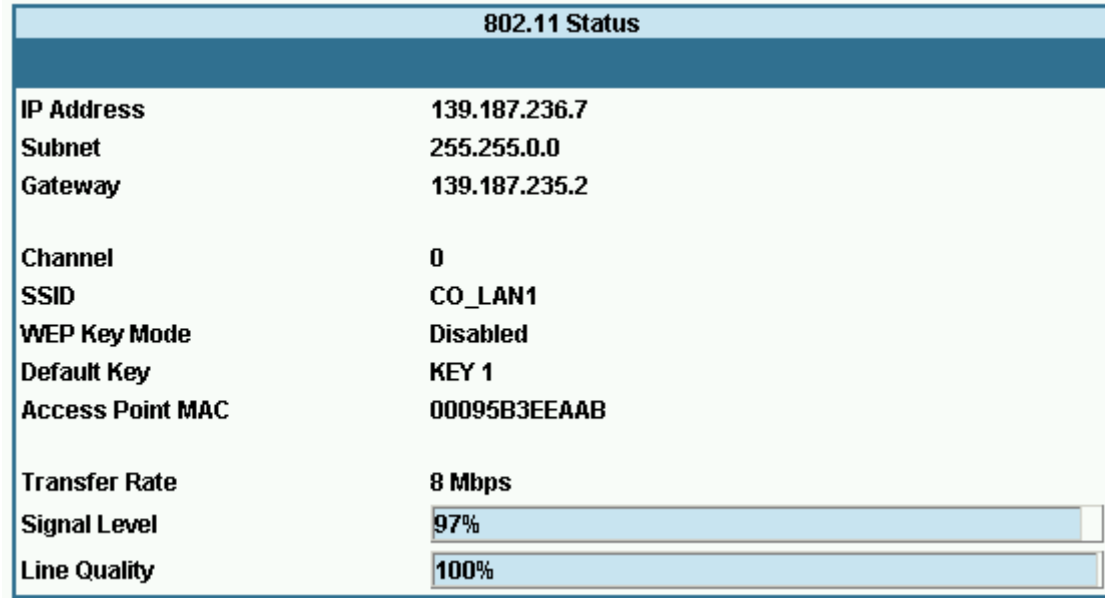 802.11 Status
IP Address 139.187.236.7
Subnet 255.255.0.0
Gateway 139.187.235.2
Channel 0
SSID CO_LAN1
WEP Key Mode Disabled
Default Key KEY 1
Access Point MAC 00095B3EEAAB
Transfer Rate 8 Mbps
Signal Level 97%
Line Quality 100%